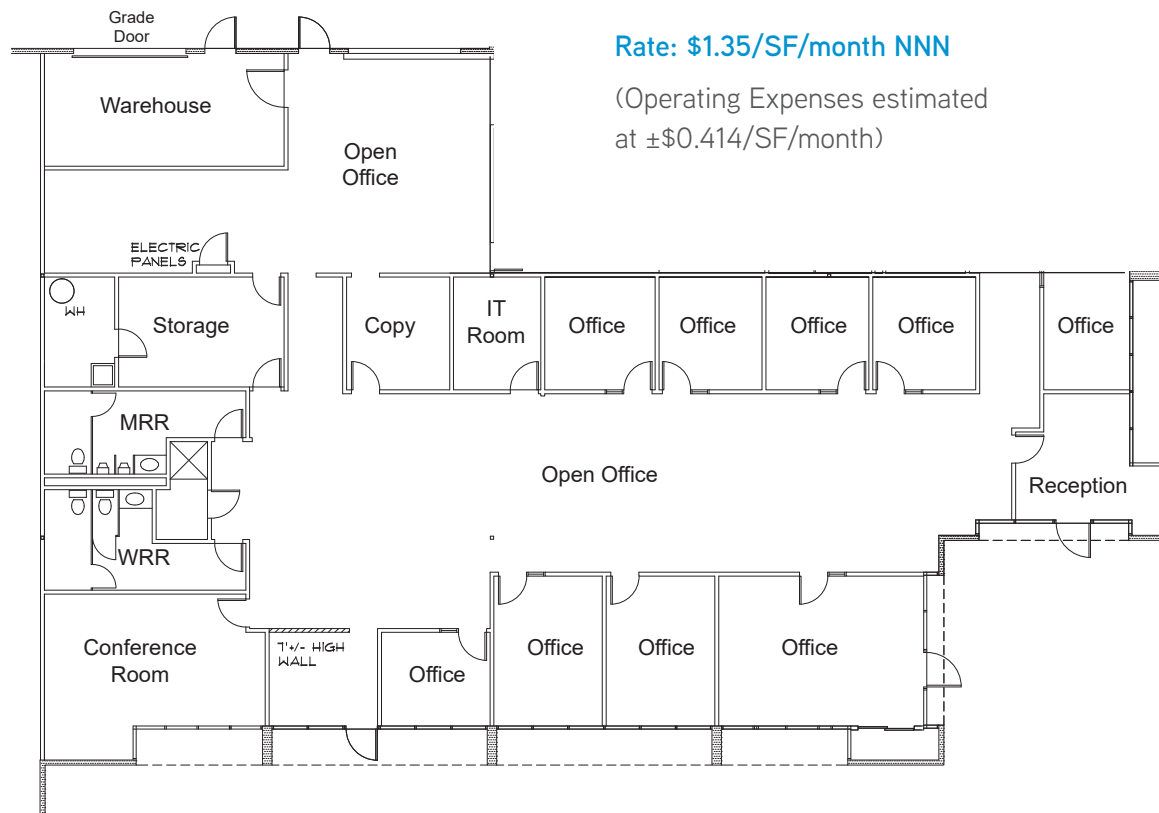 Grade
Door
Rate: $1.35/SF/month NNN
(Operating Expenses estimated
at ±$0.414/SF/month)
Warehouse
Open
Office
ELECTRIC
PANELS
WH
Storage
Copy
IT
Room
Office
Office
Office
Office
Office
MRR
Open Office
Reception
WRR
Conference
Room
7'+/- HIGH
WALL
Office
Office
Office
Office